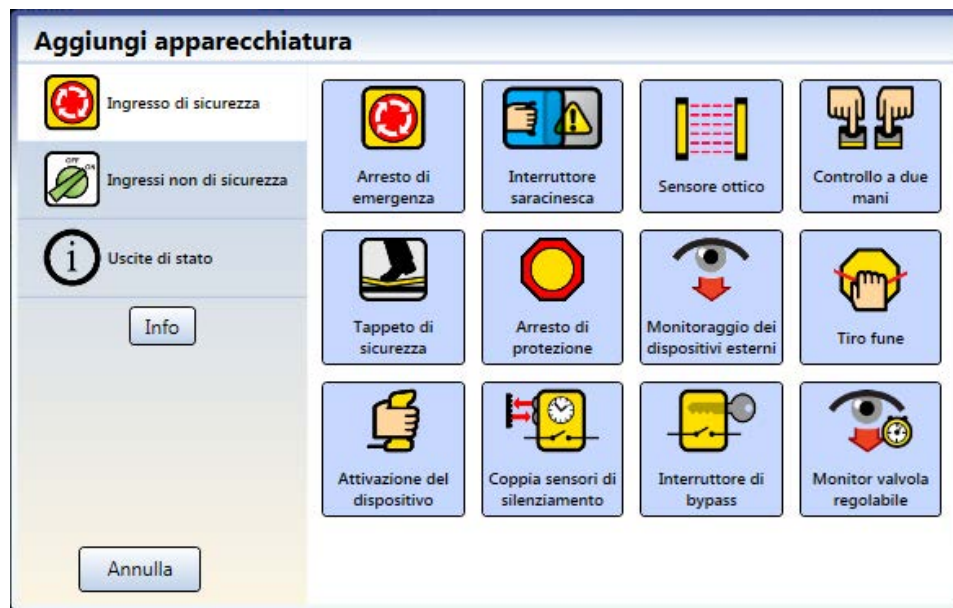 Aggiungi apparecchiatura
Ingresso di sicurezza
OFF
ON
Ingressi non di sicurezza
i
Uscite di stato
Info
Annulla
Arresto di
emergenza
Interruttore
saracinesca
Sensore ottico
Controllo a due
mani
Tappeto di
sicurezza
Arresto di
protezione
Monitoraggio dei
dispositivi esterni
Tiro fune
Attivazione del
dispositivo
Coppia sensori di
silenziamento
Interruttore di
bypass
Monitor valvola
regolabile